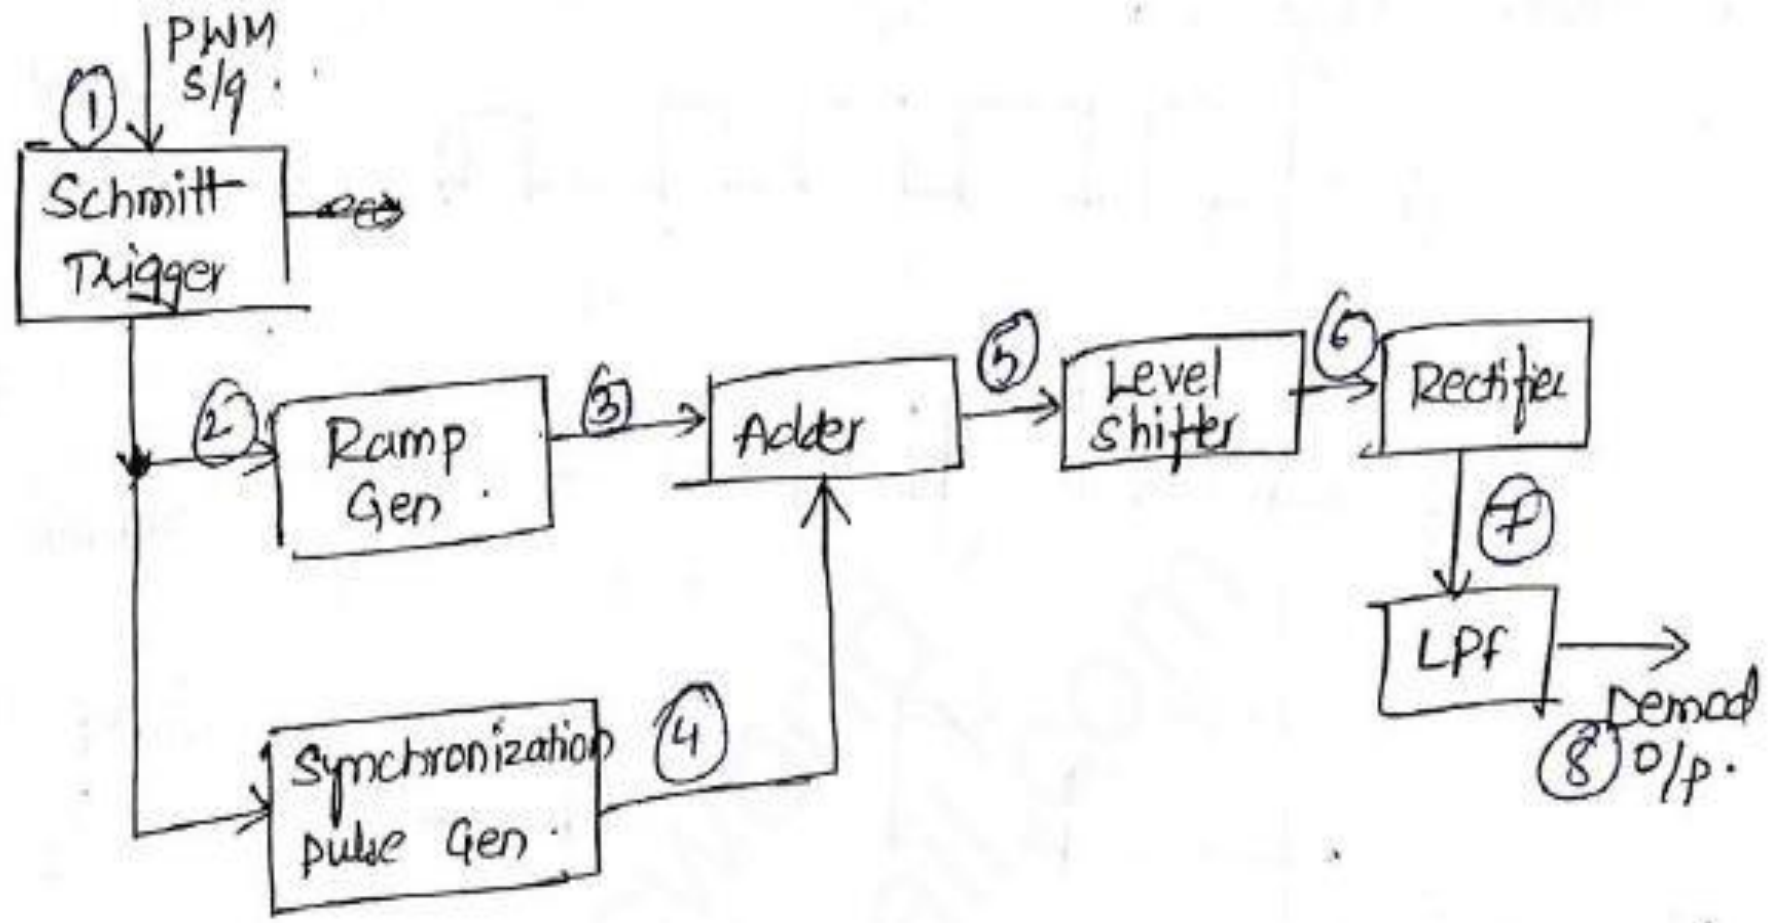 PWM
S/g.
1
Schmitt
Trigger
2
Ramp
Gen
3
Adder
5
Level
Shifter
6
Rectifier
7
LPf
Demod
8 O/p.
Synchronization
pulse Gen
4